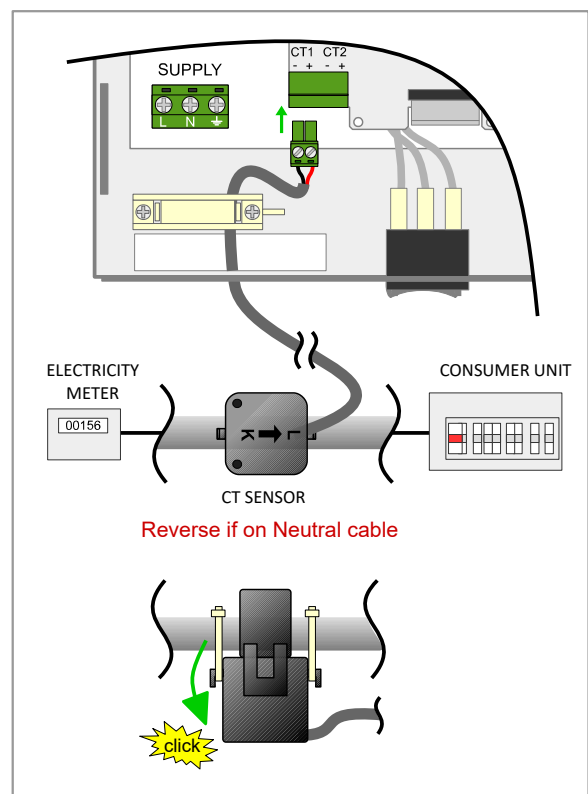 CT1 CT2
- + - +
SUPPLY
L N
ELECTRICITY
METER
CONSUMER UNIT
00156
K L
CT SENSOR
Reverse if on Neutral cable
click